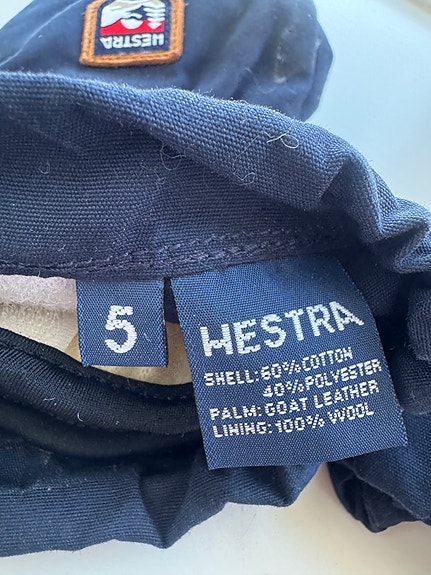 HESTRA
5
HESTRA
SHELL: 60% COTTON
40% POLYESTER
PALM: GOAT LEATHER
LINING: 100% WOOL